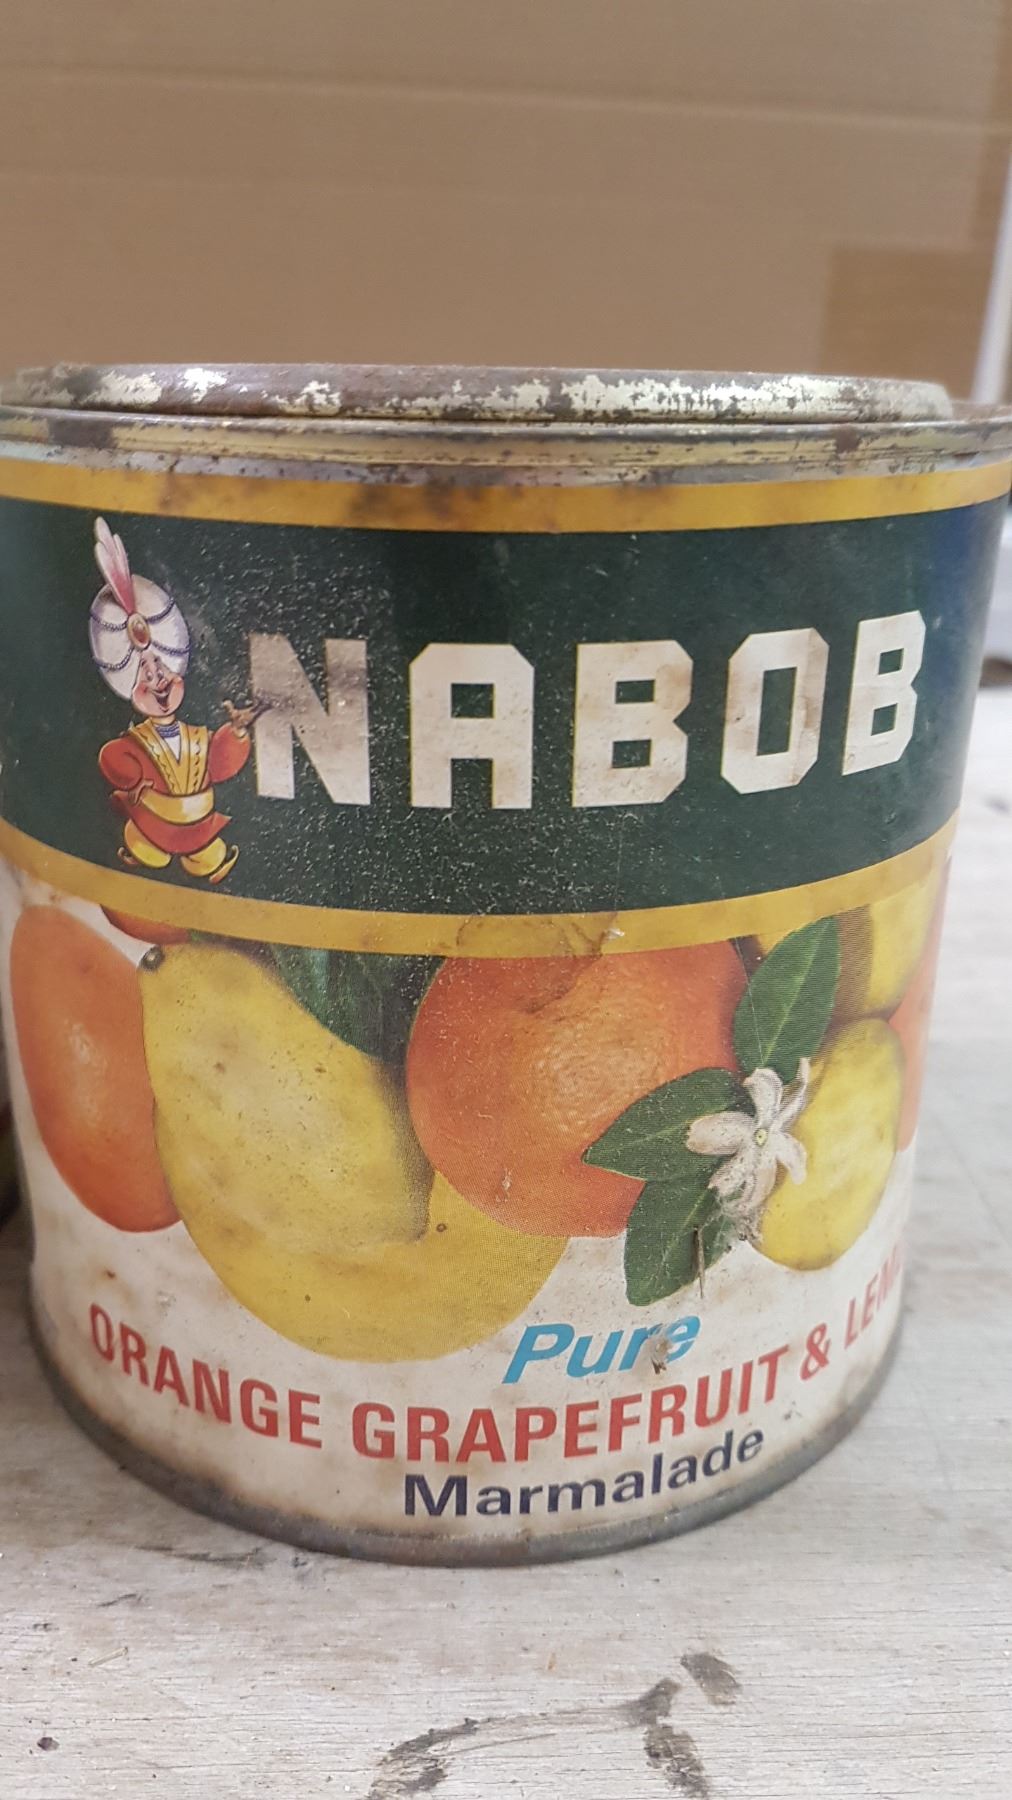 NABOB
Pure
ORANGE GRAPEFRUIT &
Marmalade